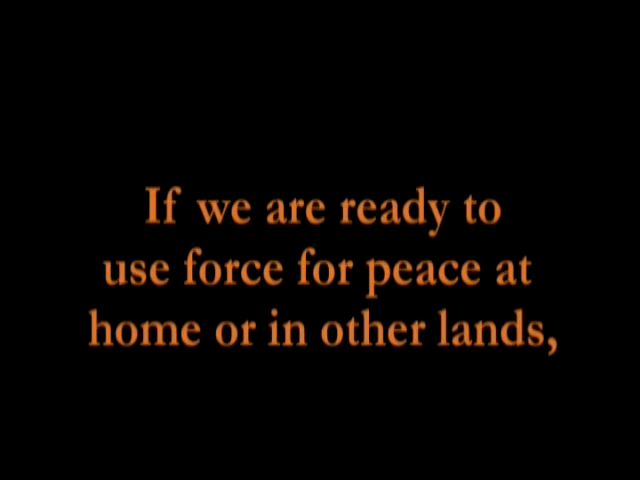 If we are ready to
use force for peace at
home or in other lands,